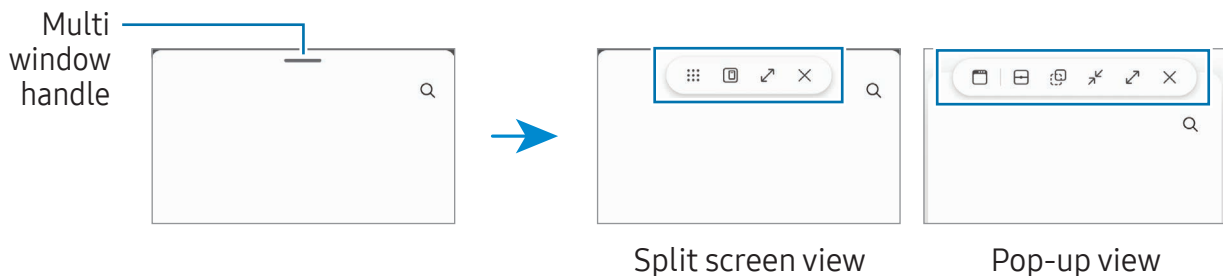 Multi
window
handle
Split screen view
Pop-up view